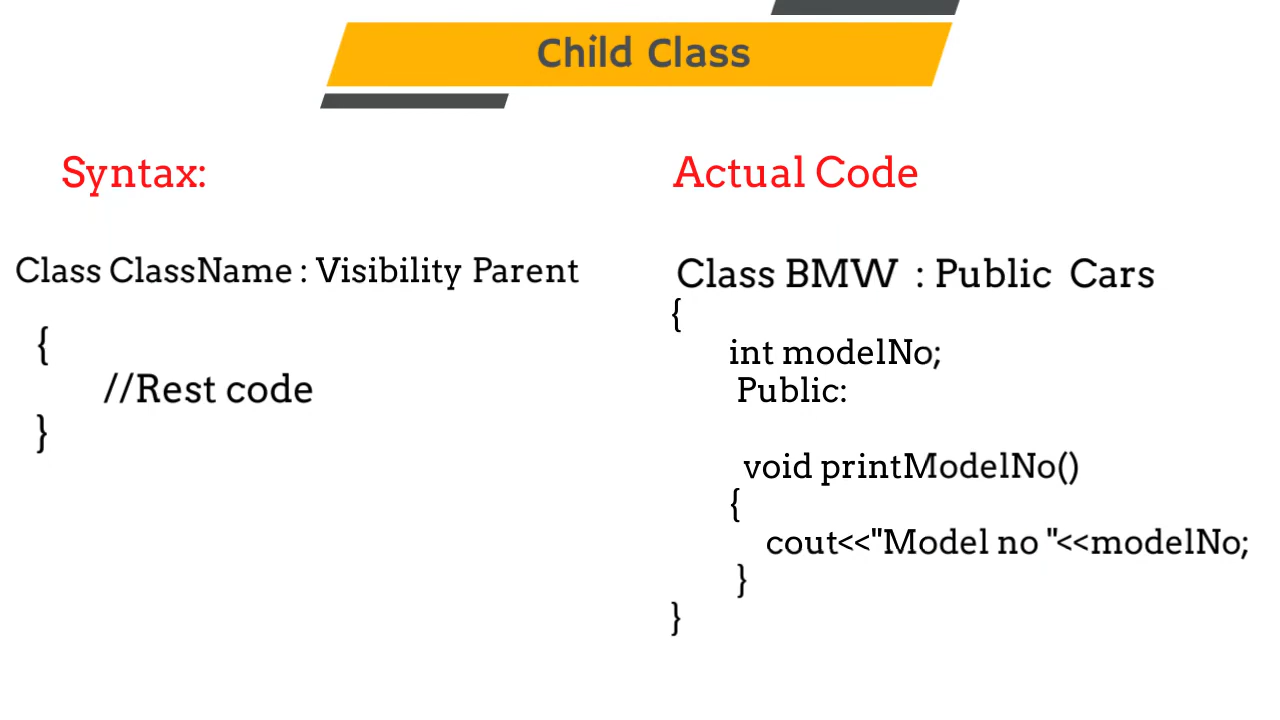 Child Class
Syntax:
Class ClassName : Visibility Parent
{
//Rest code
}
Actual Code
Class BMW : Public Cars
{
int modelNo;
Public:
void printModelNo()
{
cout<<"Model no "<<modelNo;
}
}